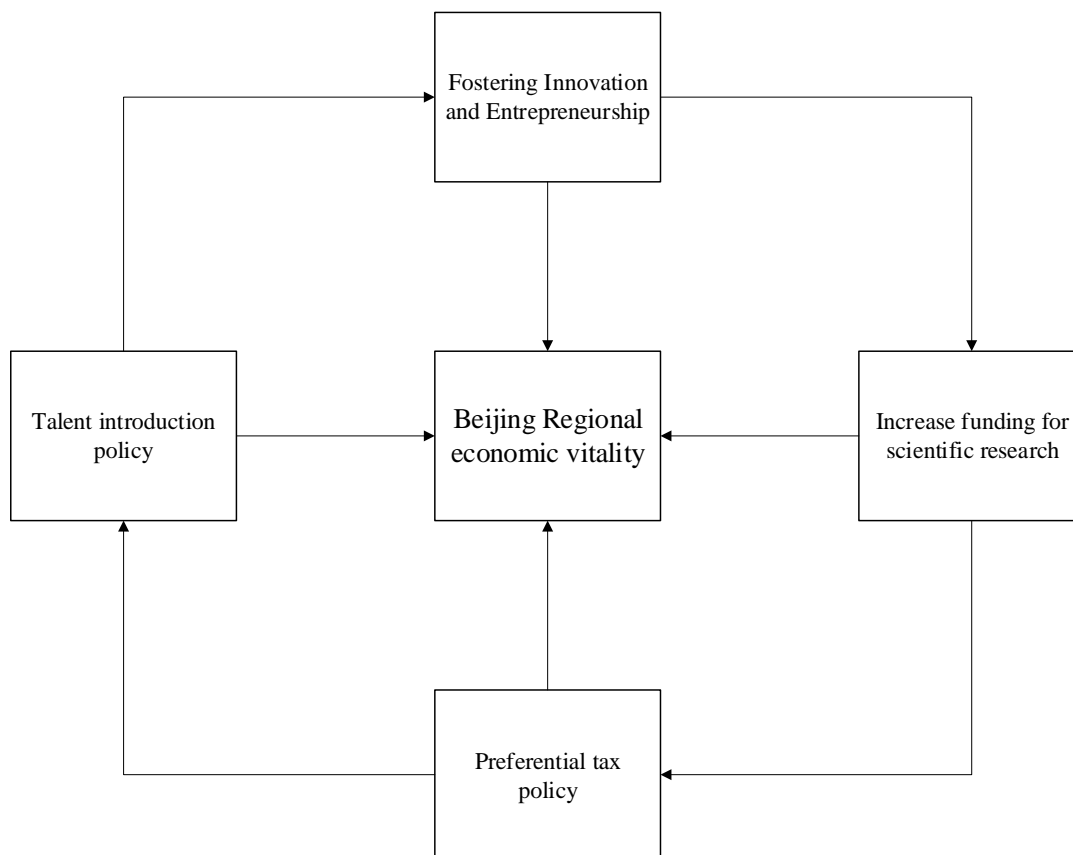 Fostering Innovation
and Entrepreneurship
Talent introduction
policy
Beijing Regional
economic vitality
Increase funding for
scientific research
Preferential tax
policy